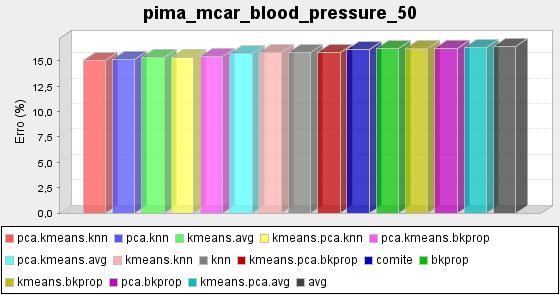 pima_mcar_blood_pressure_50
Erro (%)
15,0
12,5
10,0
7,5
5,0
2,5
0,0
pca.kmeans.knn pca.knn kmeans.avg kmeans.pca.knn pca.kmeans.bkprop
pca.kmeans.avg kmeans.knn knn kmeans.pca.bkprop comite bkprop
kmeans.bkprop pca.bkprop kmeans.pca.avg avg